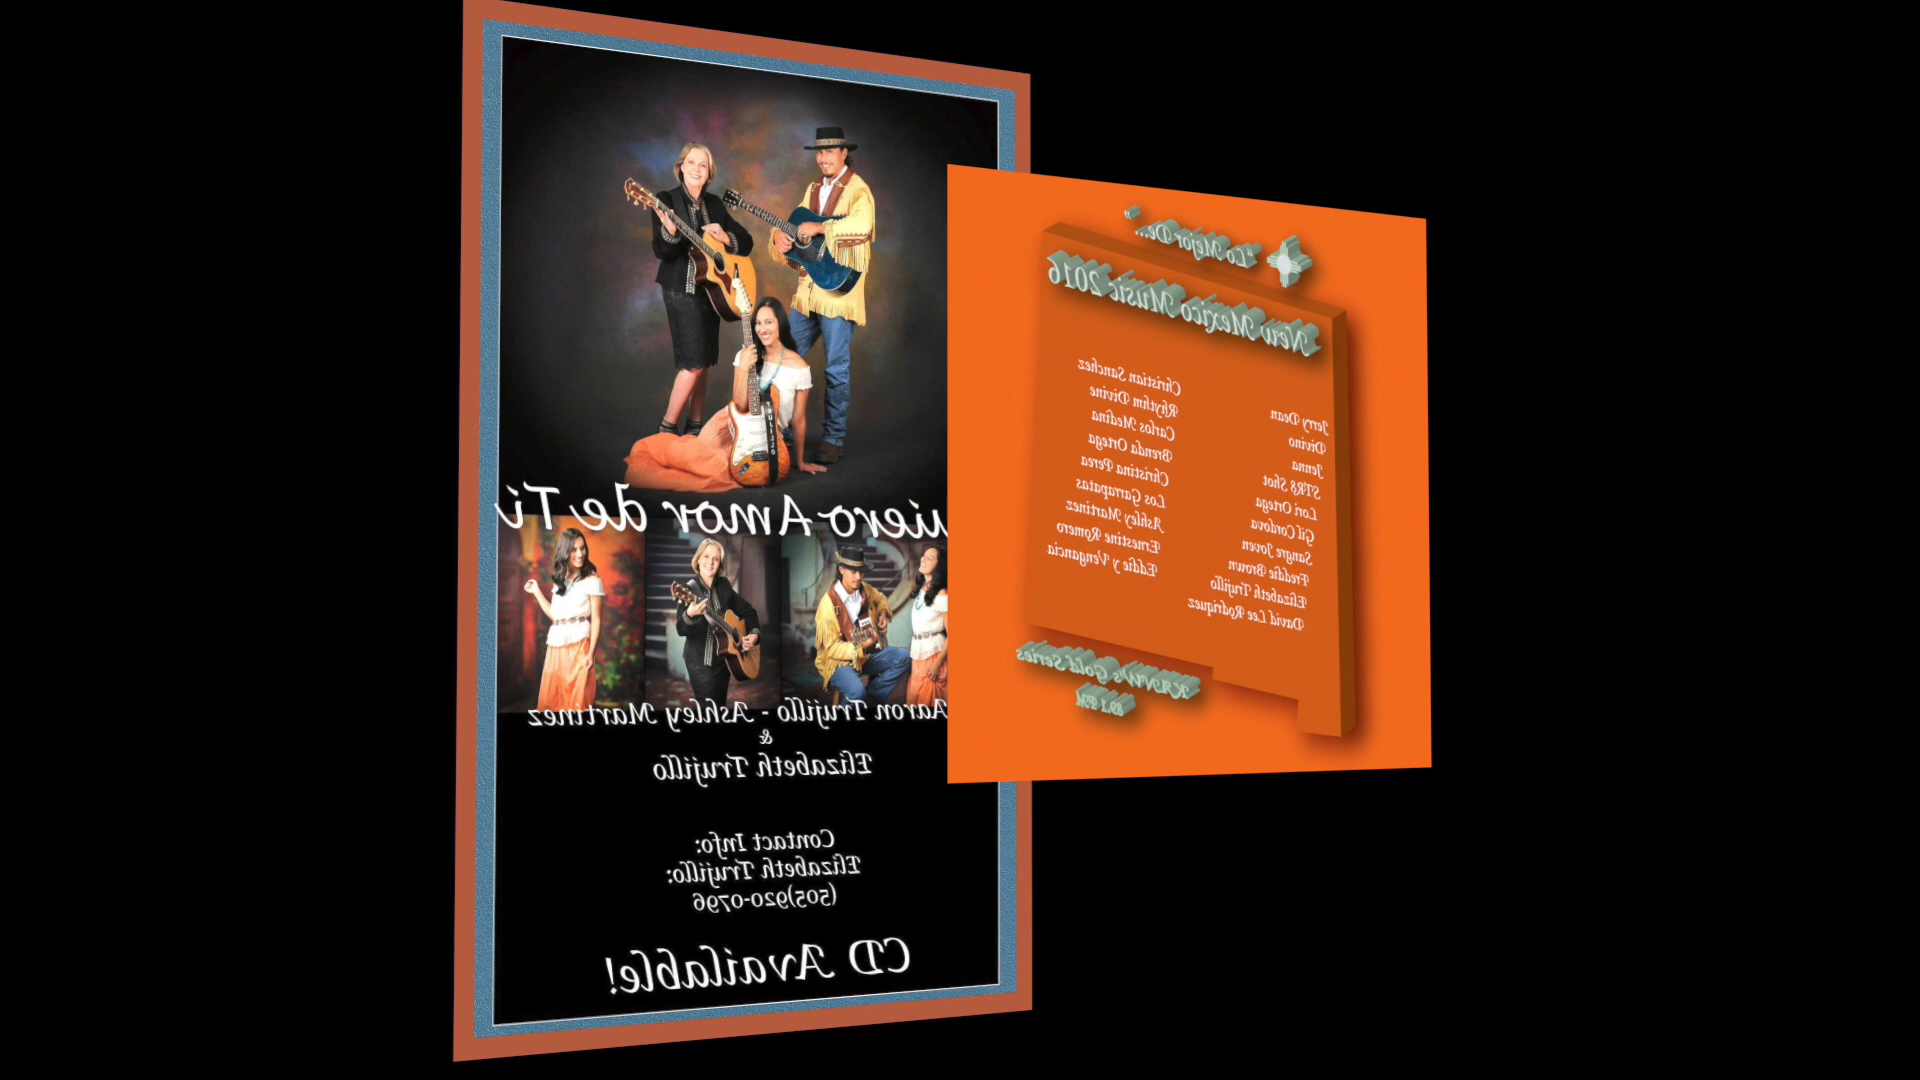 uiero Amor de Ti
Aaron Trujillo - Ashley Martinez
&
Elizabeth Trujillo
Contact Info:
Elizabeth Trujillo:
(505)920-0796
CD Available!
"Lo Mejor De..."
New Mexico Music 2016
Jerry Dean
Divino
Jenna
STR8 Shot
Lori Ortega
Gil Cordova
Sangre Joven
Freddie Brown
Elizabeth Trujillo
David Lee Rodriquez
Christian Sanchez
Rhythm Divine
Carlos Medina
Brenda Ortega
Christina Perea
Los Garrapatas
Ashley Martinez
Ernestine Romero
Eddie y Vengancia
KANW's Gold Series
89.1 FM